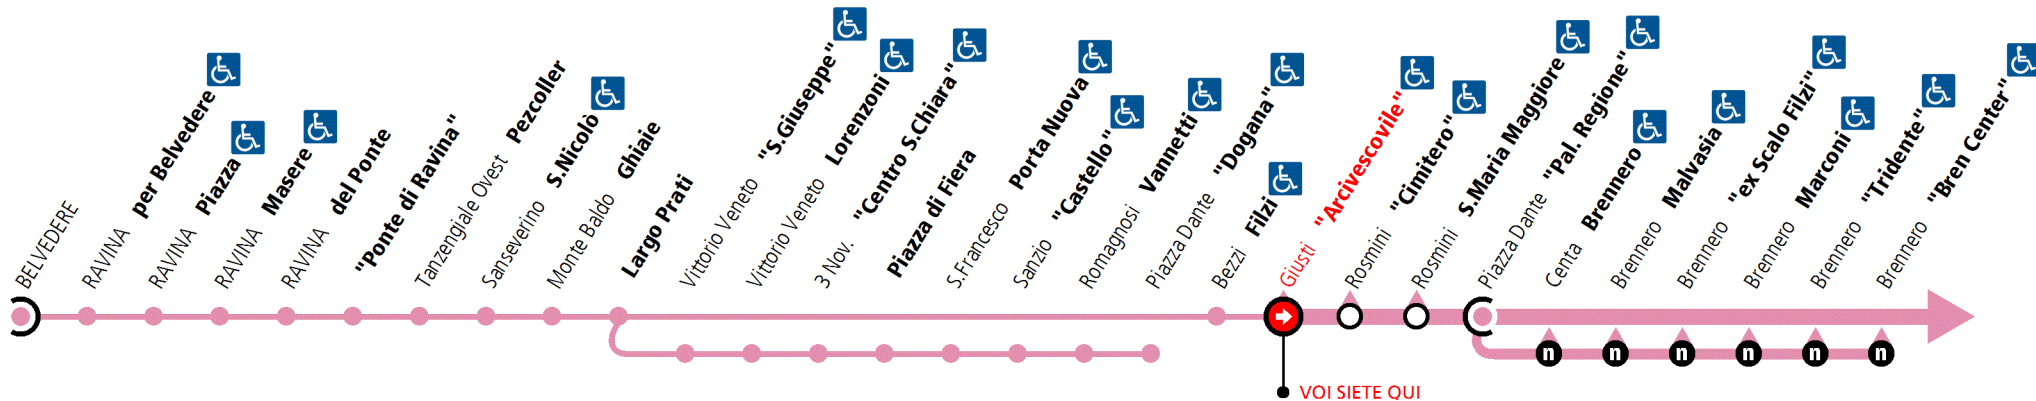 BELVEDERE
RAVINA per Belvedere
RAVINA Piazza
RAVINA Masere
RAVINA del Ponte
"Ponte di Ravina"
Tanzengiale Ovest Pezcoller
Sanseverino S.Nicolò
Monte Baldo Ghiaie
Largo Prati
Vittorio Veneto "S.Giuseppe"
Vittorio Veneto Lorenzoni
3 Nov. "Centro S.Chiara"
Piazza di Fiera
S.Francesco Porta Nuova
Sanzio "Castello"
Romagnosi Vannetti
Piazza Dante "Dogana"
Bezzi Filzi
Giusti "Arcivescovile"
Rosmini "Cimitero"
Rosmini S.Maria Maggiore
Piazza Dante "Pal. Regione"
Centa Brennero
Brennero Malvasia
Brennero "ex Scalo Filzi"
Brennero Marconi
Brennero "Tridente"
Brennero "Bren Center"
n n n n n n
VOI SIETE QUI